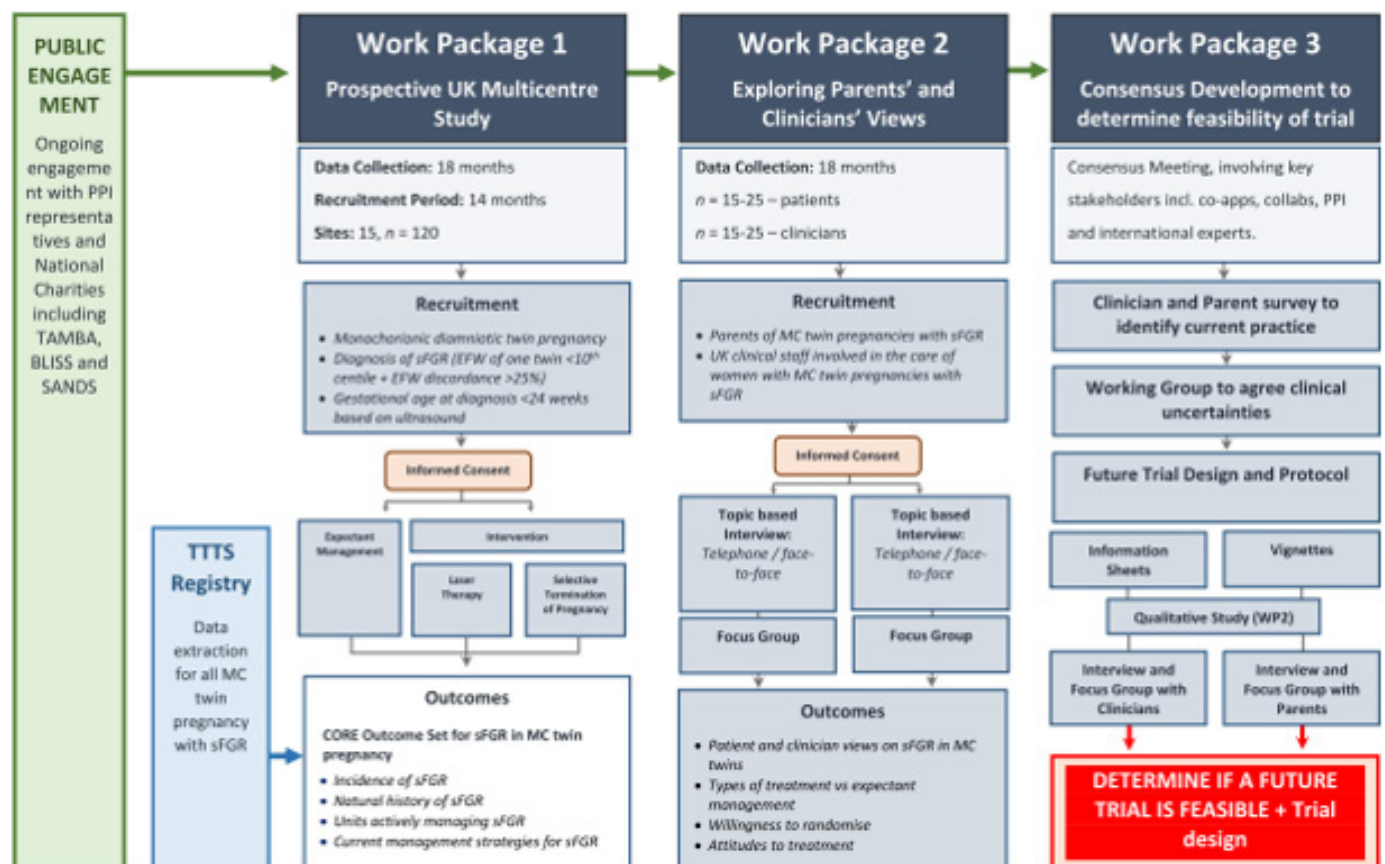 PUBLIC
ENGAGE
MENT
Ongoing
engageme
nt with PPI
representa
tives and
National
Charities
including
TAMBA,
BLISS and
SANDS
TTTS
Registry
Data
extraction
for all MC
twin
pregnancy
with sFGR
Work Package 1
Prospective UK Multicentre
Study
Data Collection: 18 months
Recruitment Period: 14 months
Sites: 15, n = 120
Recruitment
• Monochorionic diamniotic twin pregnancy
• Diagnosis of sFGR (EFW of one twin <10th
centile + EFW discordance >25%)
• Gestational age at diagnosis <24 weeks
based on ultrasound
Informed Consent
Expectant
Management
Intervention
Laser
Therapy
Selective
Termination
of Pregnancy
Outcomes
CORE Outcome Set for sFGR in MC twin
pregnancy
• Incidence of sFGR
• Natural history of sFGR
• Units actively managing sFGR
• Current management strategies for sFGR
Work Package 2
Exploring Parents' and
Clinicians' Views
Data Collection: 18 months
n = 15-25 – patients
n = 15-25 – clinicians
Recruitment
• Parents of MC twin pregnancies with sFGR
• UK clinical staff involved in the care of
women with MC twin pregnancies with
sFGR
Informed Consent
Topic based
Interview:
Telephone / face-
to-face
Focus Group
Topic based
Interview:
Telephone / face-
to-face
Focus Group
Outcomes
• Patient and clinician views on sFGR in MC
twins
• Types of treatment vs expectant
management
• Willingness to randomise
• Attitudes to treatment
Work Package 3
Consensus Development to
determine feasibility of trial
Consensus Meeting, involving key
stakeholders incl. co-apps, collabs, PPI
and international experts.
Clinician and Parent survey to
identify current practice
Working Group to agree clinical
uncertainties
Future Trial Design and Protocol
Information
Sheets
Vignettes
Qualitative Study (WP2)
Interview and
Focus Group with
Clinicians
Interview and
Focus Group with
Parents
DETERMINE IF A FUTURE
TRIAL IS FEASIBLE + Trial
design